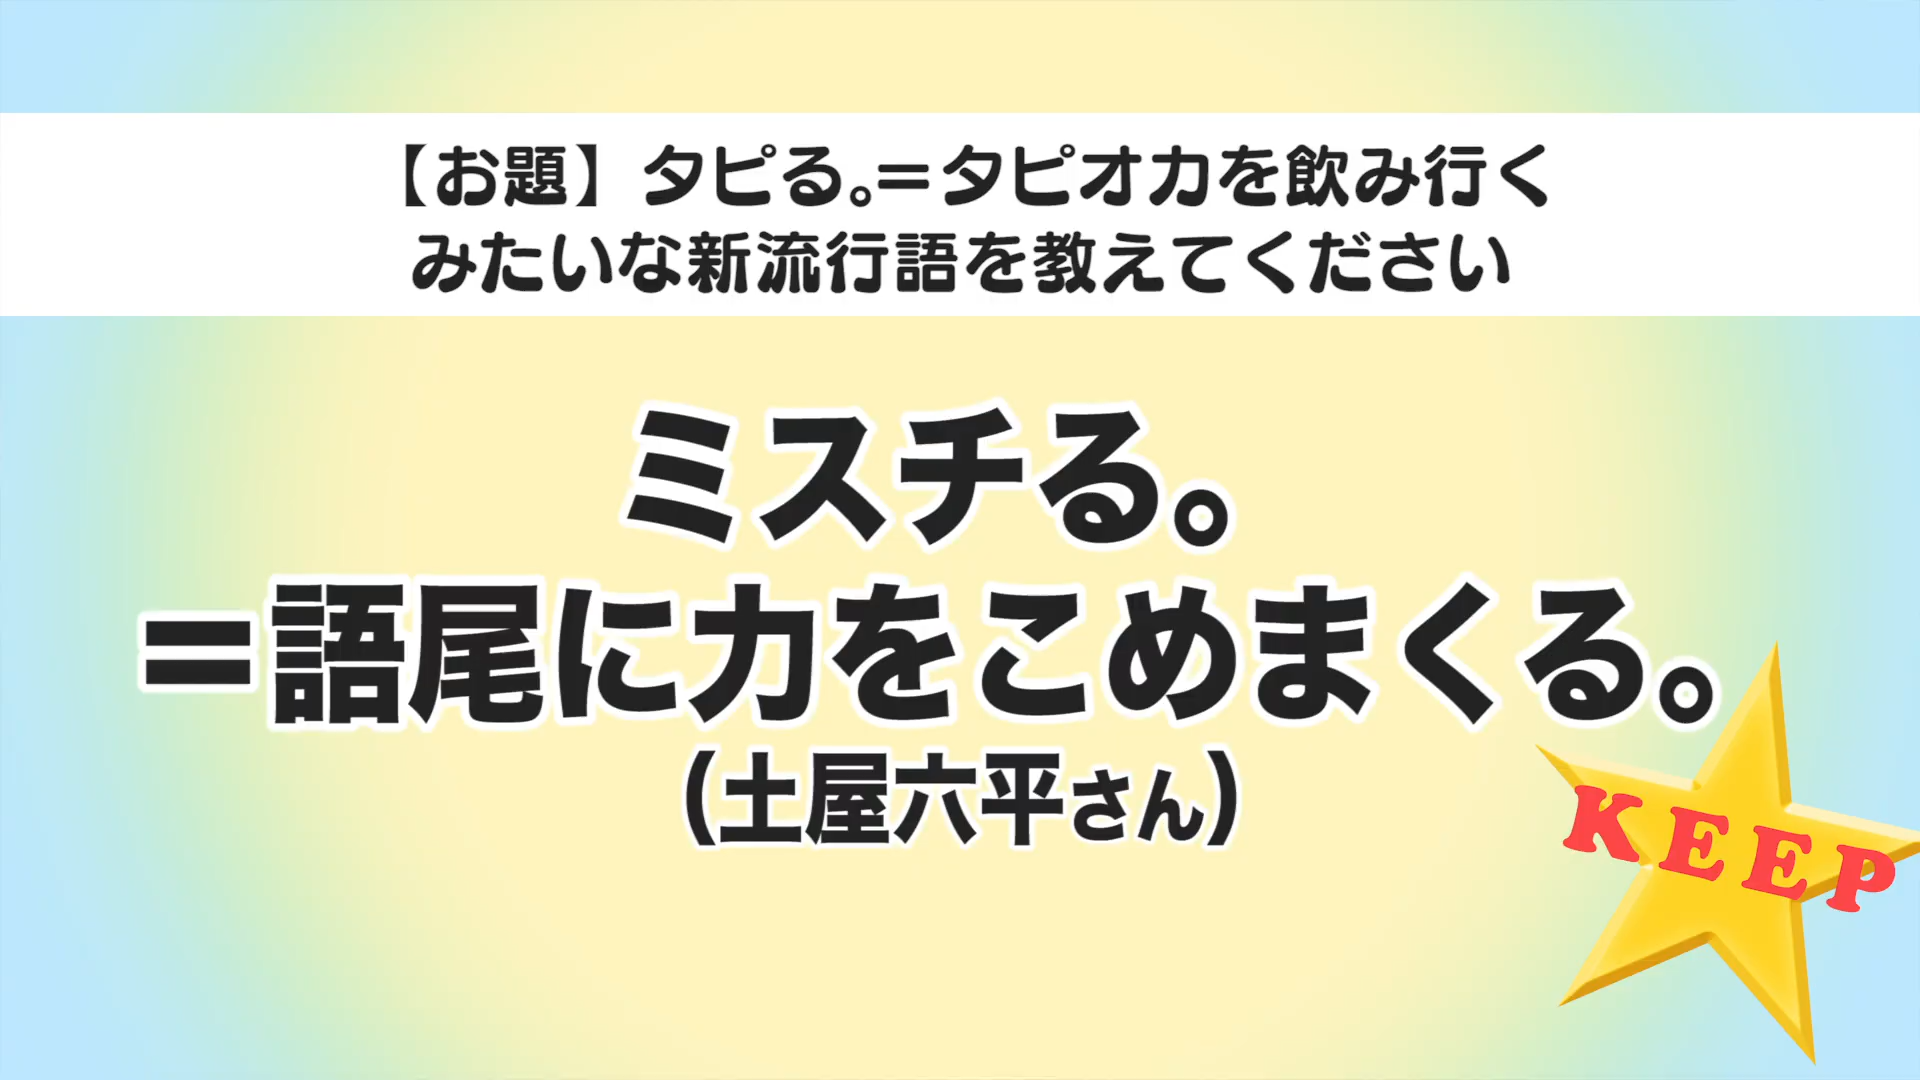 【お題】タピる。=タピオカを飲み行く
みたいな新流行語を教えてください
ミスチる。
=語尾に力をこめまくる。
(土屋六平さん)
KEEP